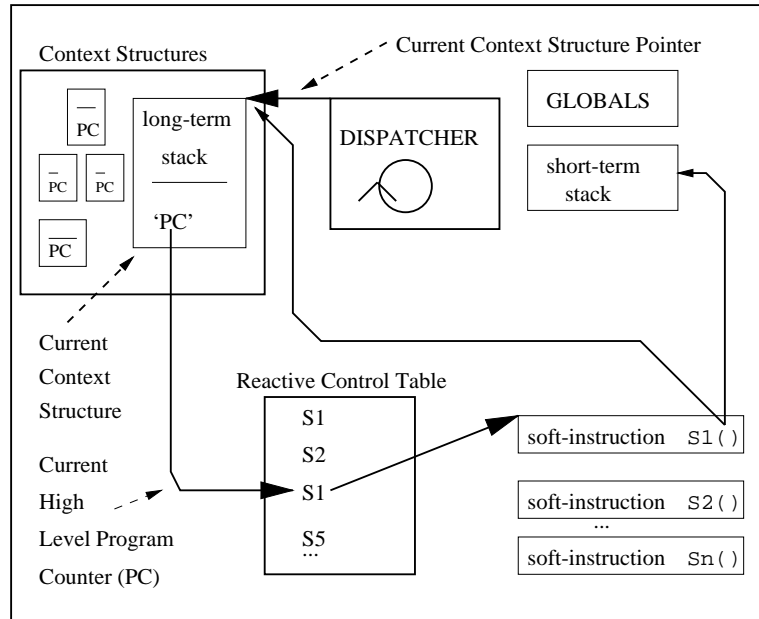 Context Structures
Current Context Structure Pointer
PC
PC
PC
PC
long-term
stack
‘PC’
DISPATCHER
GLOBALS
short-term
stack
Current
Context
Structure
Current
High
Level Program
Counter (PC)
Reactive Control Table
S1
S2
S1
S5
...
soft-instruction S1()
soft-instruction S2()
...
soft-instruction Sn()